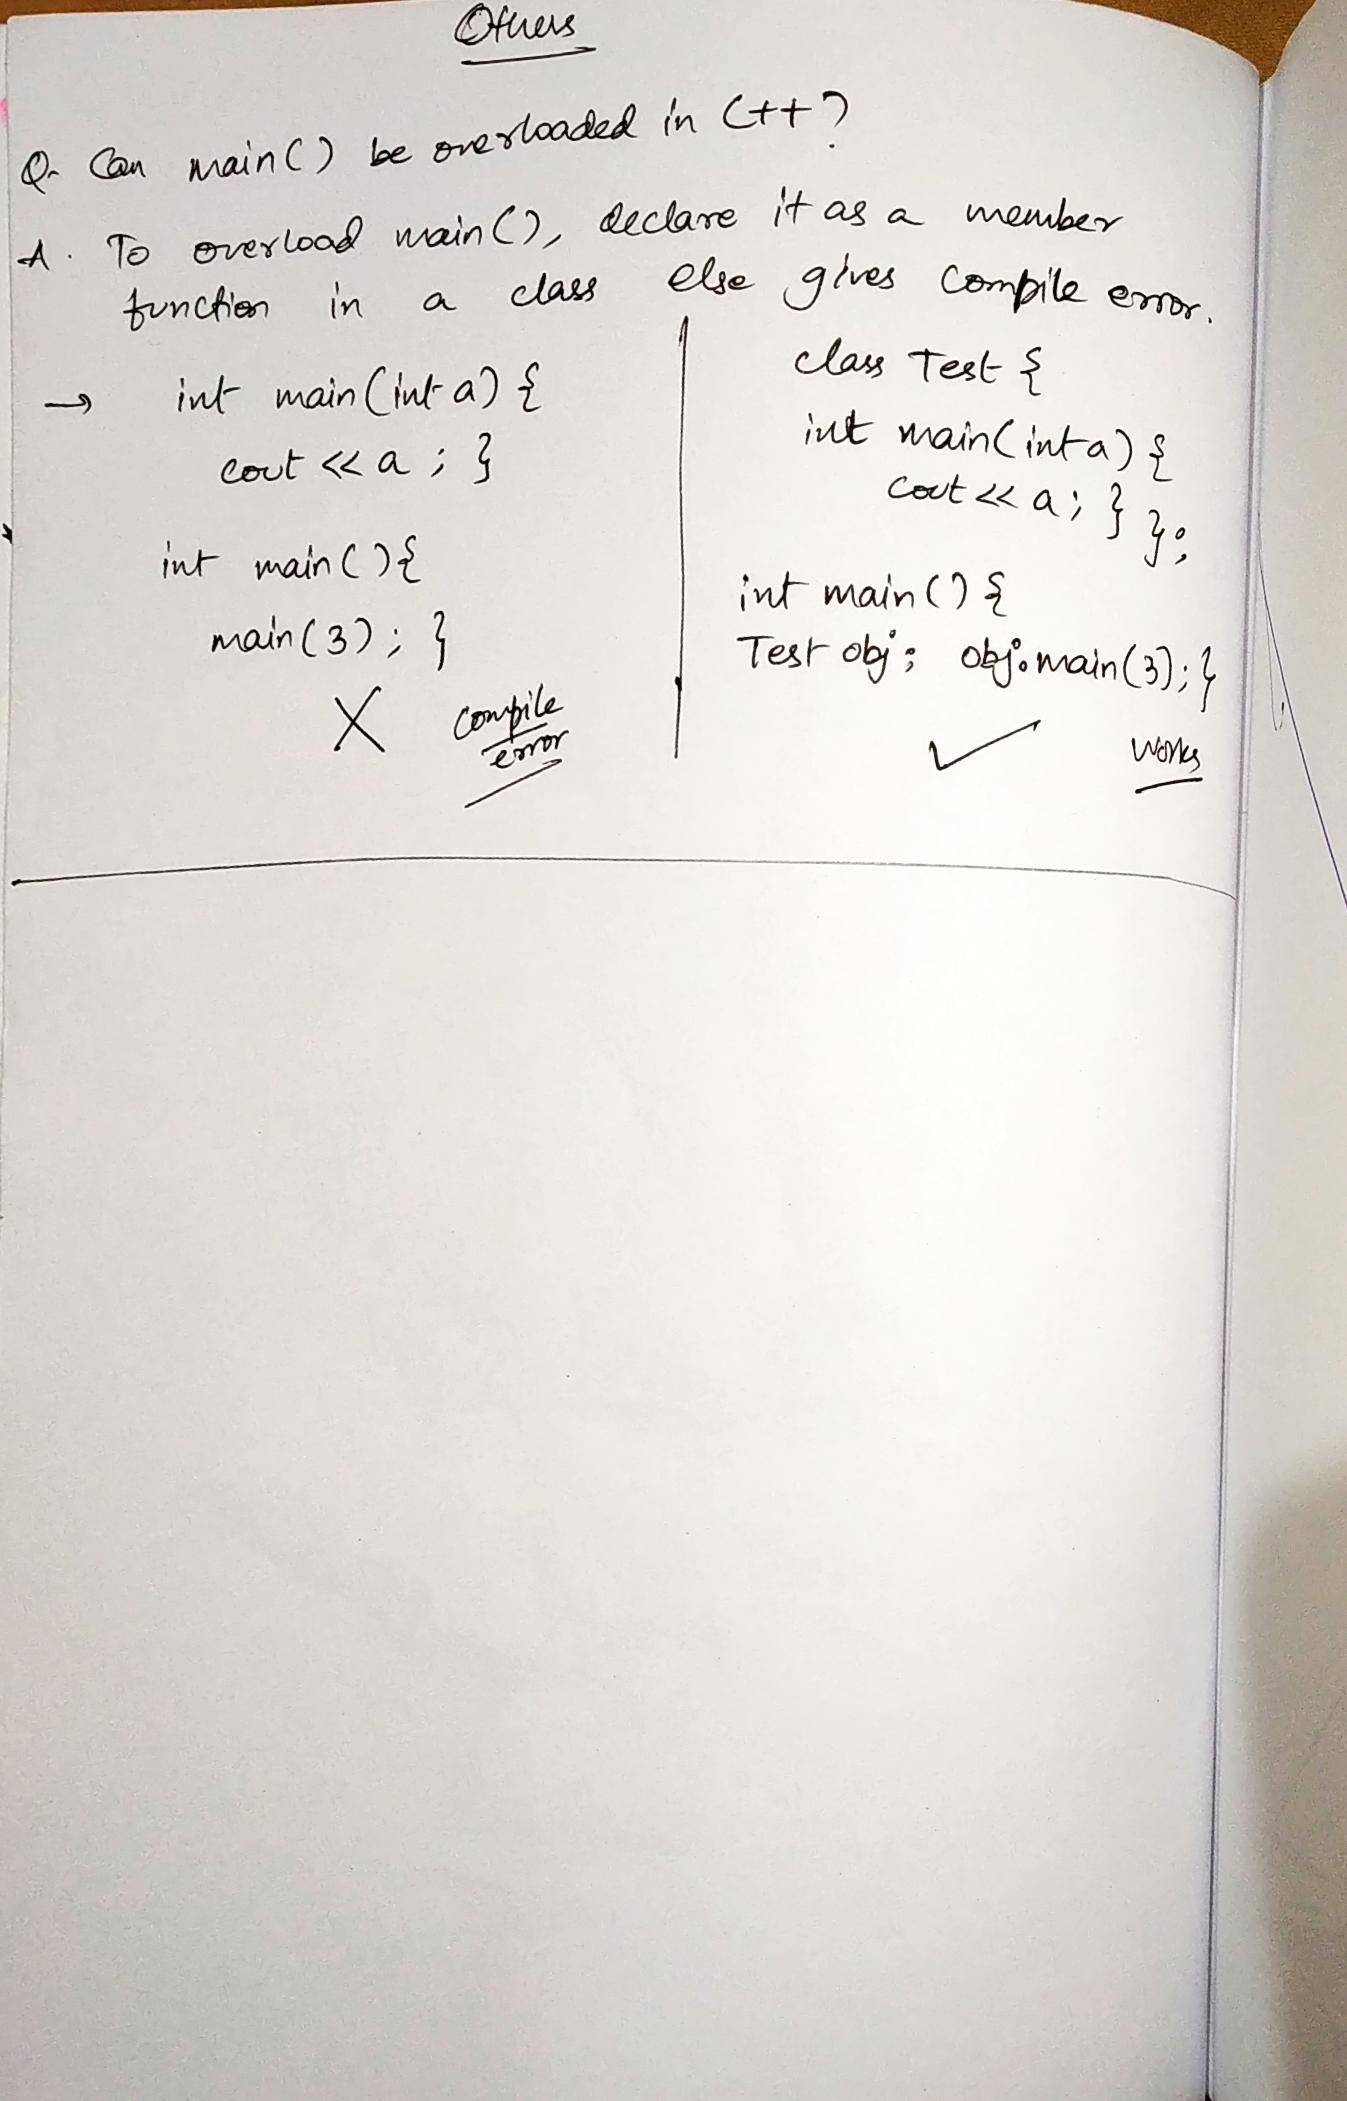 Others
Q. Can main() be overloaded in C++?
A. To overload main(), declare it as a member
function in a class else gives compile error.
→ int main(int a) {
cout << a ; }
int main() {
main(3) ; }
X compile
error
class Test {
int main(int a) {
cout << a; } };
int main() {
Test obj; obj.main(3); }
✓ works